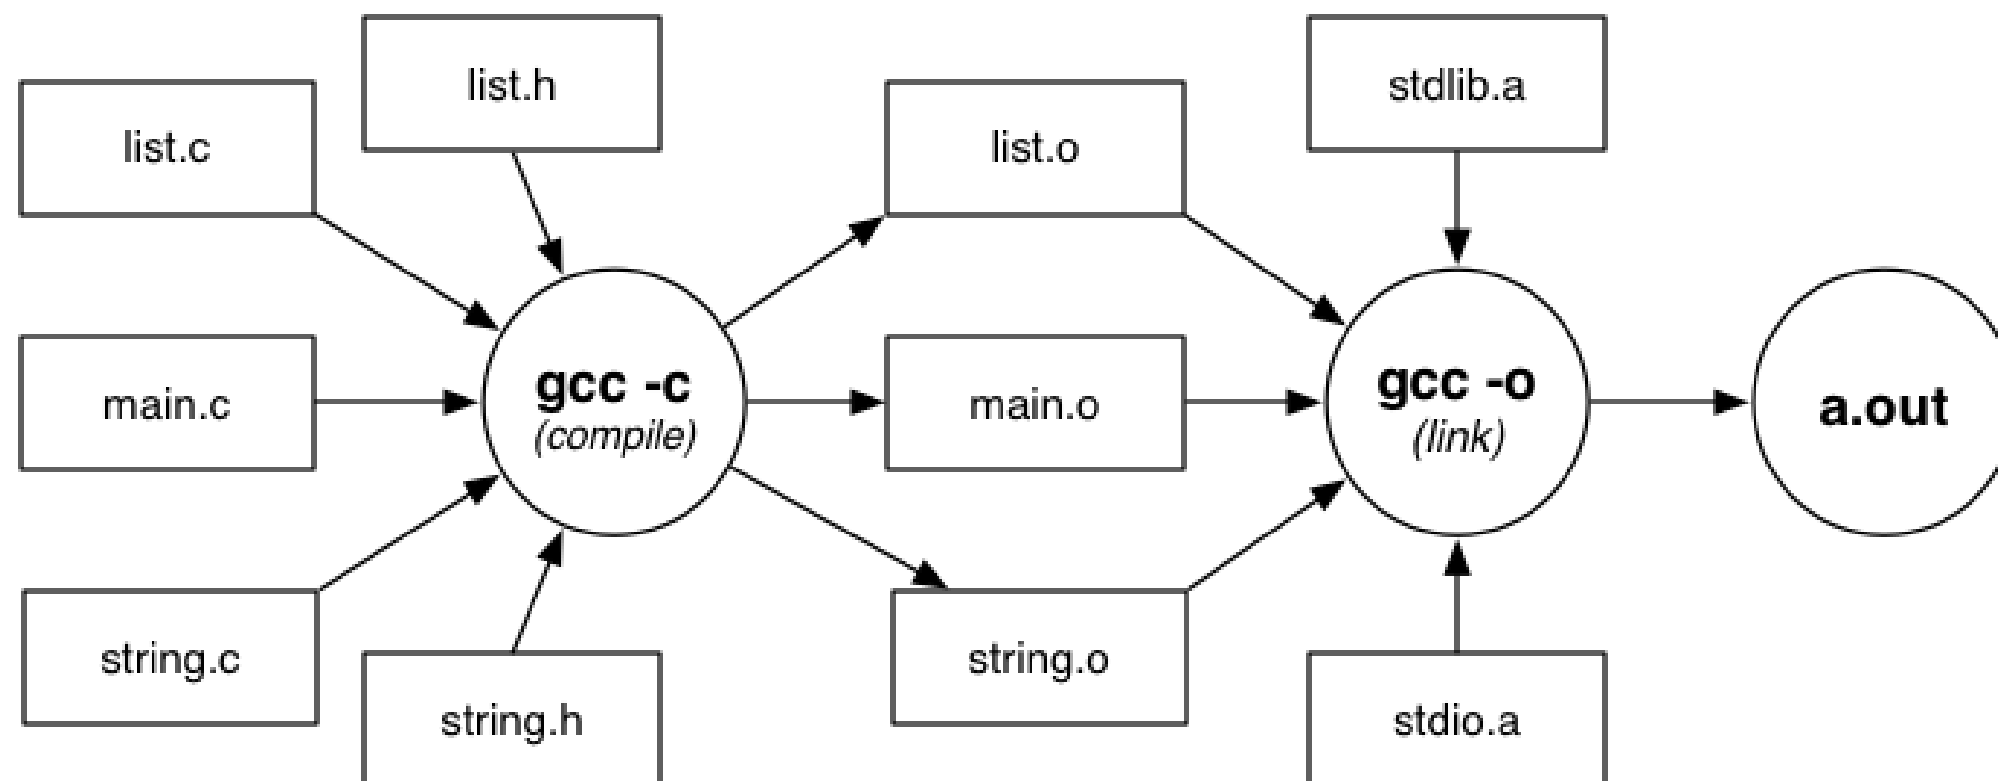 list.h
stdlib.a
list.c
list.o
main.c
gcc -c
(compile)
main.o
gcc -o
(link)
a.out
string.c
string.o
string.h
stdio.a